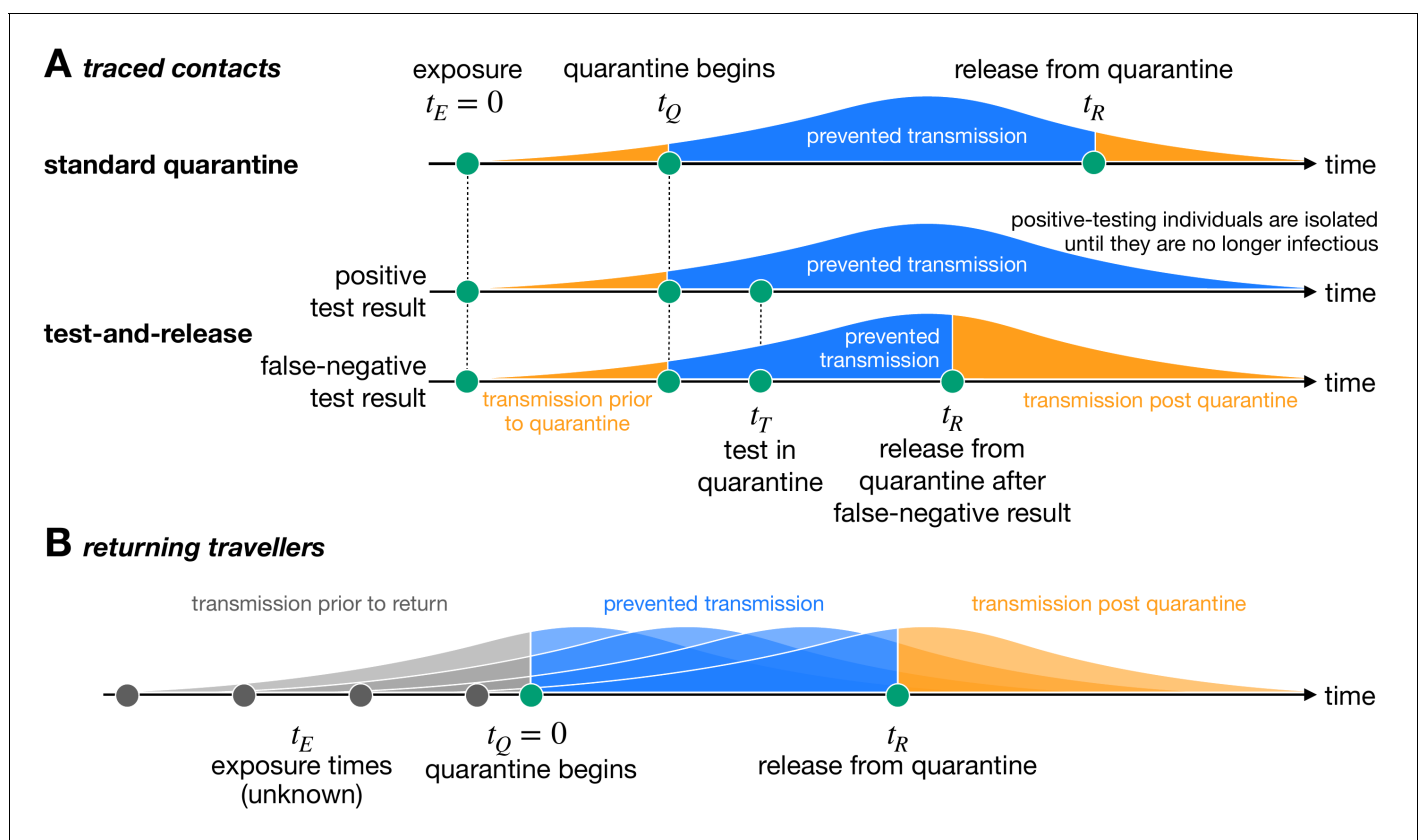 A traced contacts
exposure
t_E = 0
quarantine begins
t_Q
release from quarantine
t_R
standard quarantine
prevented transmission
time
positive-testing individuals are isolated
until they are no longer infectious
test-and-release
positive
test result
prevented transmission
time
false-negative
test result
prevented
transmission
time
transmission prior
to quarantine
transmission post quarantine
t_T
test in
quarantine
t_R
release from
quarantine after
false-negative result
B returning travellers
transmission prior to return
prevented transmission
transmission post quarantine
time
t_E
exposure times
(unknown)
t_Q = 0
quarantine begins
t_R
release from quarantine